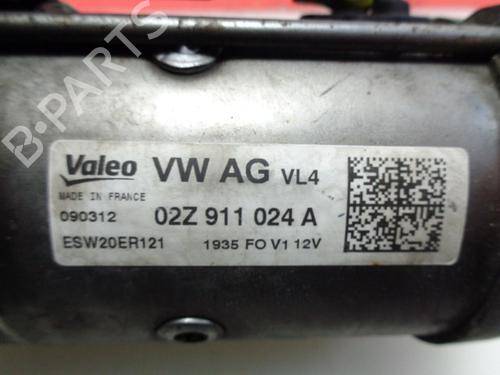 B-PARTS
Valeo VW AG VL4
MADE IN FRANCE
090312 02Z 911 024 A
ESW20ER121 1935 FO V1 12V